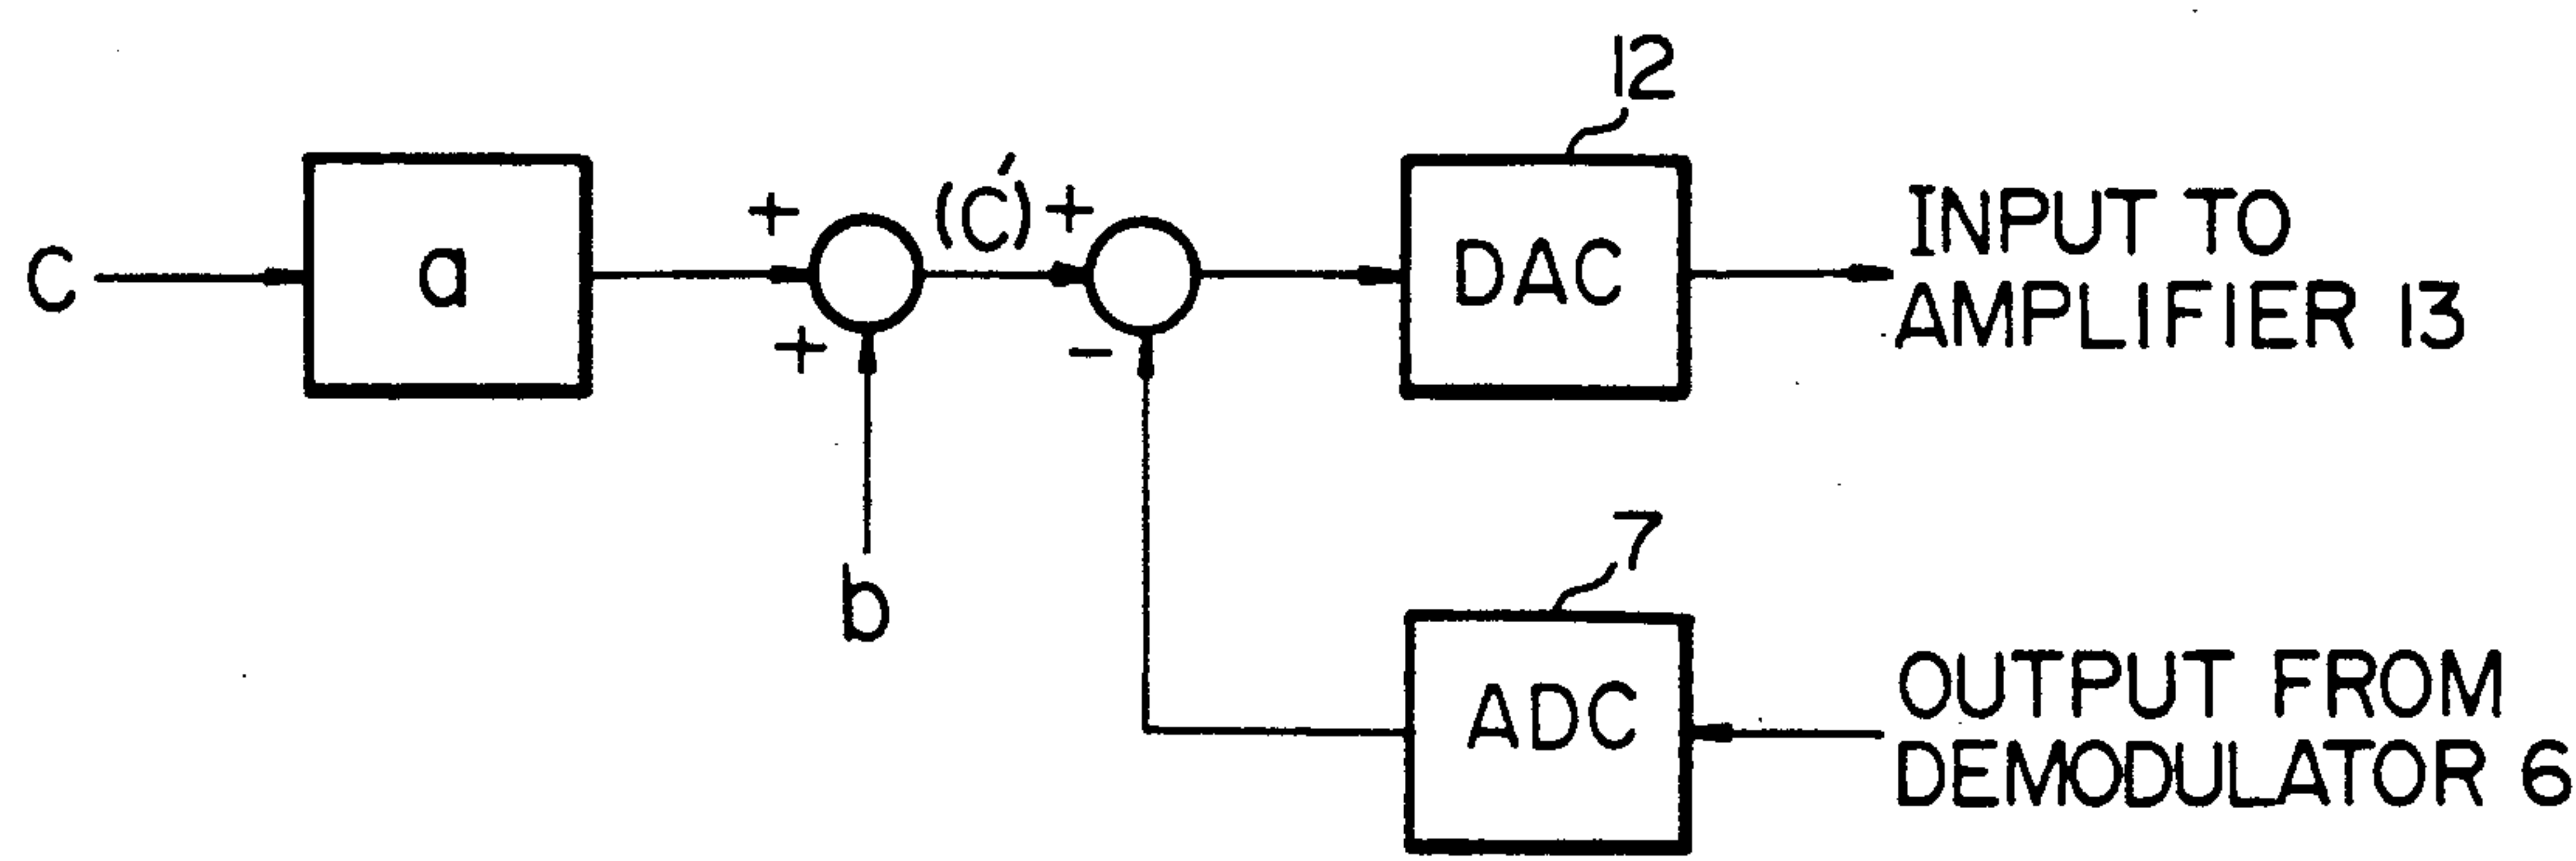 12
C
a
+
+
(C')
+
-
DAC
INPUT TO
AMPLIFIER 13
b
7
ADC
OUTPUT FROM
DEMODULATOR 6